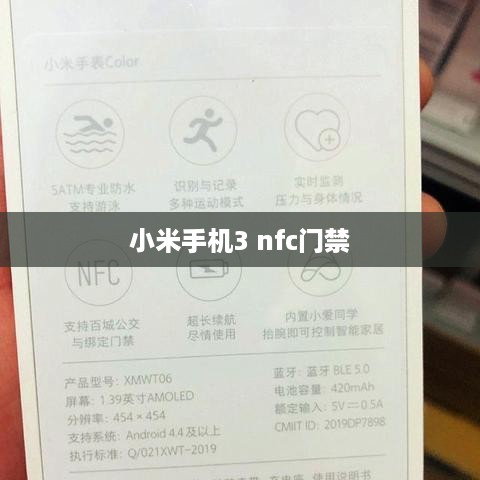 小米手表Color
5ATM专业防水
支持游泳
识别与记录
多种运动模式
实时监测
压力与身体情况
小米手机3 nfc门禁
NFC
支持百城公交
与绑定门禁
超长续航
尽情使用
内置小爱同学
抬腕即可控制智能家居
产品型号：XMWT06
屏幕：1.39英寸AMOLED
分辨率：454 × 454
支持系统：Android 4.4 及以上
执行标准：Q/021XWT-2019
蓝牙：蓝牙 BLE 5.0
电池容量：420mAh
额定输入：5V⎓0.5A
CMIIT ID：2019DP7898
使用说明书